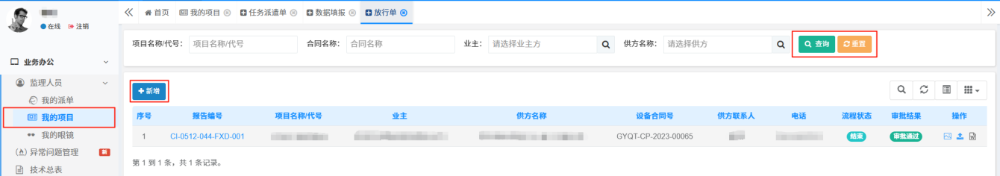 首页 我的项目 任务派遣单 数据填报 放行单
在线 注销
项目名称/代号： 项目名称/代号 合同名称： 合同名称 业主： 请选择业主方 供方名称： 请选择供方 查询 重置
业务办公
监理人员
我的派单
我的项目
我的眼镜
异常问题管理 新
技术总表
新增
序号 报告编号 项目名称/代号 业主 供方名称 设备合同号 供方联系人 电话 流程状态 审批结果 操作
1 CI-0512-044-FXD-001 GYQT-CP-2023-00065 结束 审批通过
第 1 到 1 条，共 1 条记录。